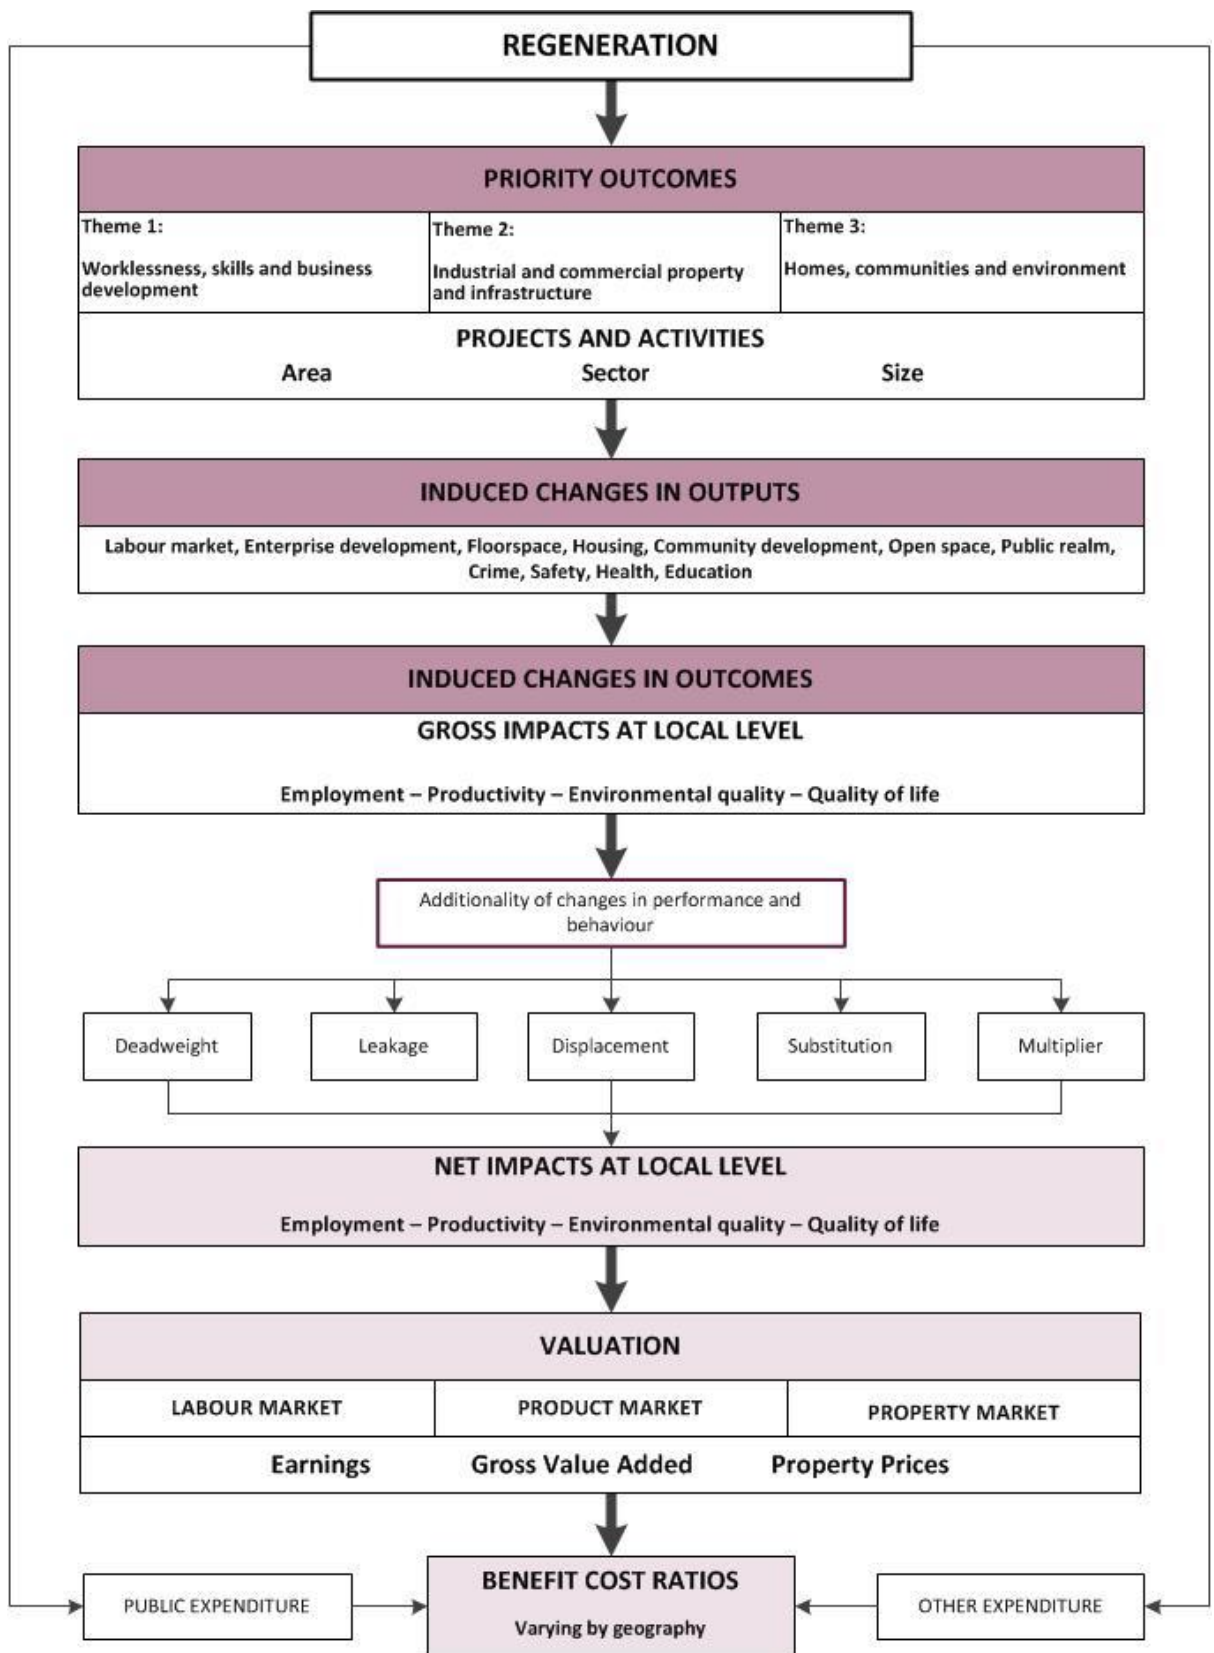 REGENERATION
PRIORITY OUTCOMES
Theme 1:
Worklessness, skills and business
development
Theme 2:
Industrial and commercial property
and infrastructure
Theme 3:
Homes, communities and environment
PROJECTS AND ACTIVITIES
Area Sector Size
INDUCED CHANGES IN OUTPUTS
Labour market, Enterprise development, Floorspace, Housing, Community development, Open space, Public realm,
Crime, Safety, Health, Education
INDUCED CHANGES IN OUTCOMES
GROSS IMPACTS AT LOCAL LEVEL
Employment – Productivity – Environmental quality – Quality of life
Additionality of changes in performance and
behaviour
Deadweight
Leakage
Displacement
Substitution
Multiplier
NET IMPACTS AT LOCAL LEVEL
Employment – Productivity – Environmental quality – Quality of life
VALUATION
LABOUR MARKET
PRODUCT MARKET
PROPERTY MARKET
Earnings Gross Value Added Property Prices
PUBLIC EXPENDITURE
BENEFIT COST RATIOS
Varying by geography
OTHER EXPENDITURE